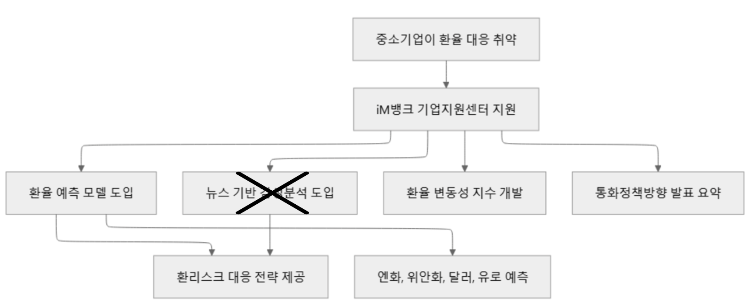 중소기업이 환율 대응 취약
iM뱅크 기업지원센터 지원
환율 예측 모델 도입
뉴스 기반 분석 도입
환율 변동성 지수 개발
통화정책방향 발표 요약
환리스크 대응 전략 제공
엔화, 위안화, 달러, 유로 예측